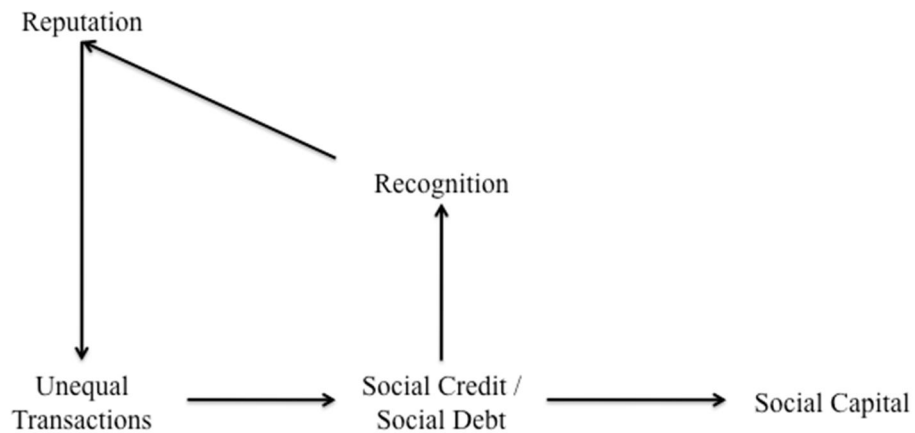 Reputation
Recognition
Unequal
Transactions
Social Credit /
Social Debt
Social Capital